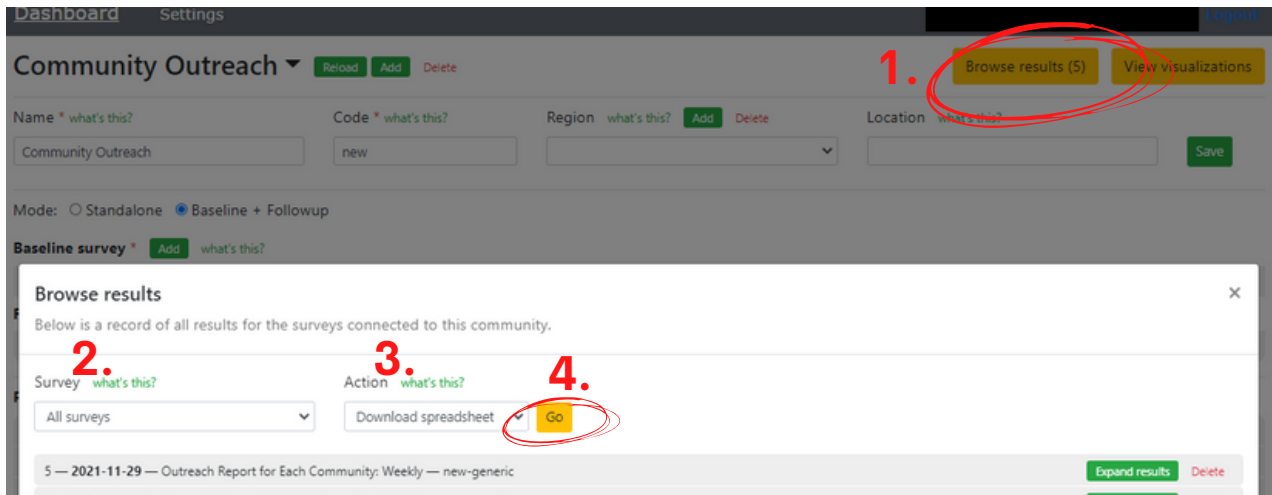 Dashboard Settings Logout
Community Outreach Reload Add Delete 1. Browse results (5) View visualizations
Name * what's this? Code * what's this? Region what's this? Add Delete Location what's this?
Community Outreach new Save
Mode: Standalone Baseline + Followup
Baseline survey * Add what's this?
Browse results ×
Below is a record of all results for the surveys connected to this community.
2. 3. 4.
Survey what's this? Action what's this?
All surveys Download spreadsheet Go
5 — 2021-11-29 — Outreach Report for Each Community: Weekly — new-generic Expand results Delete